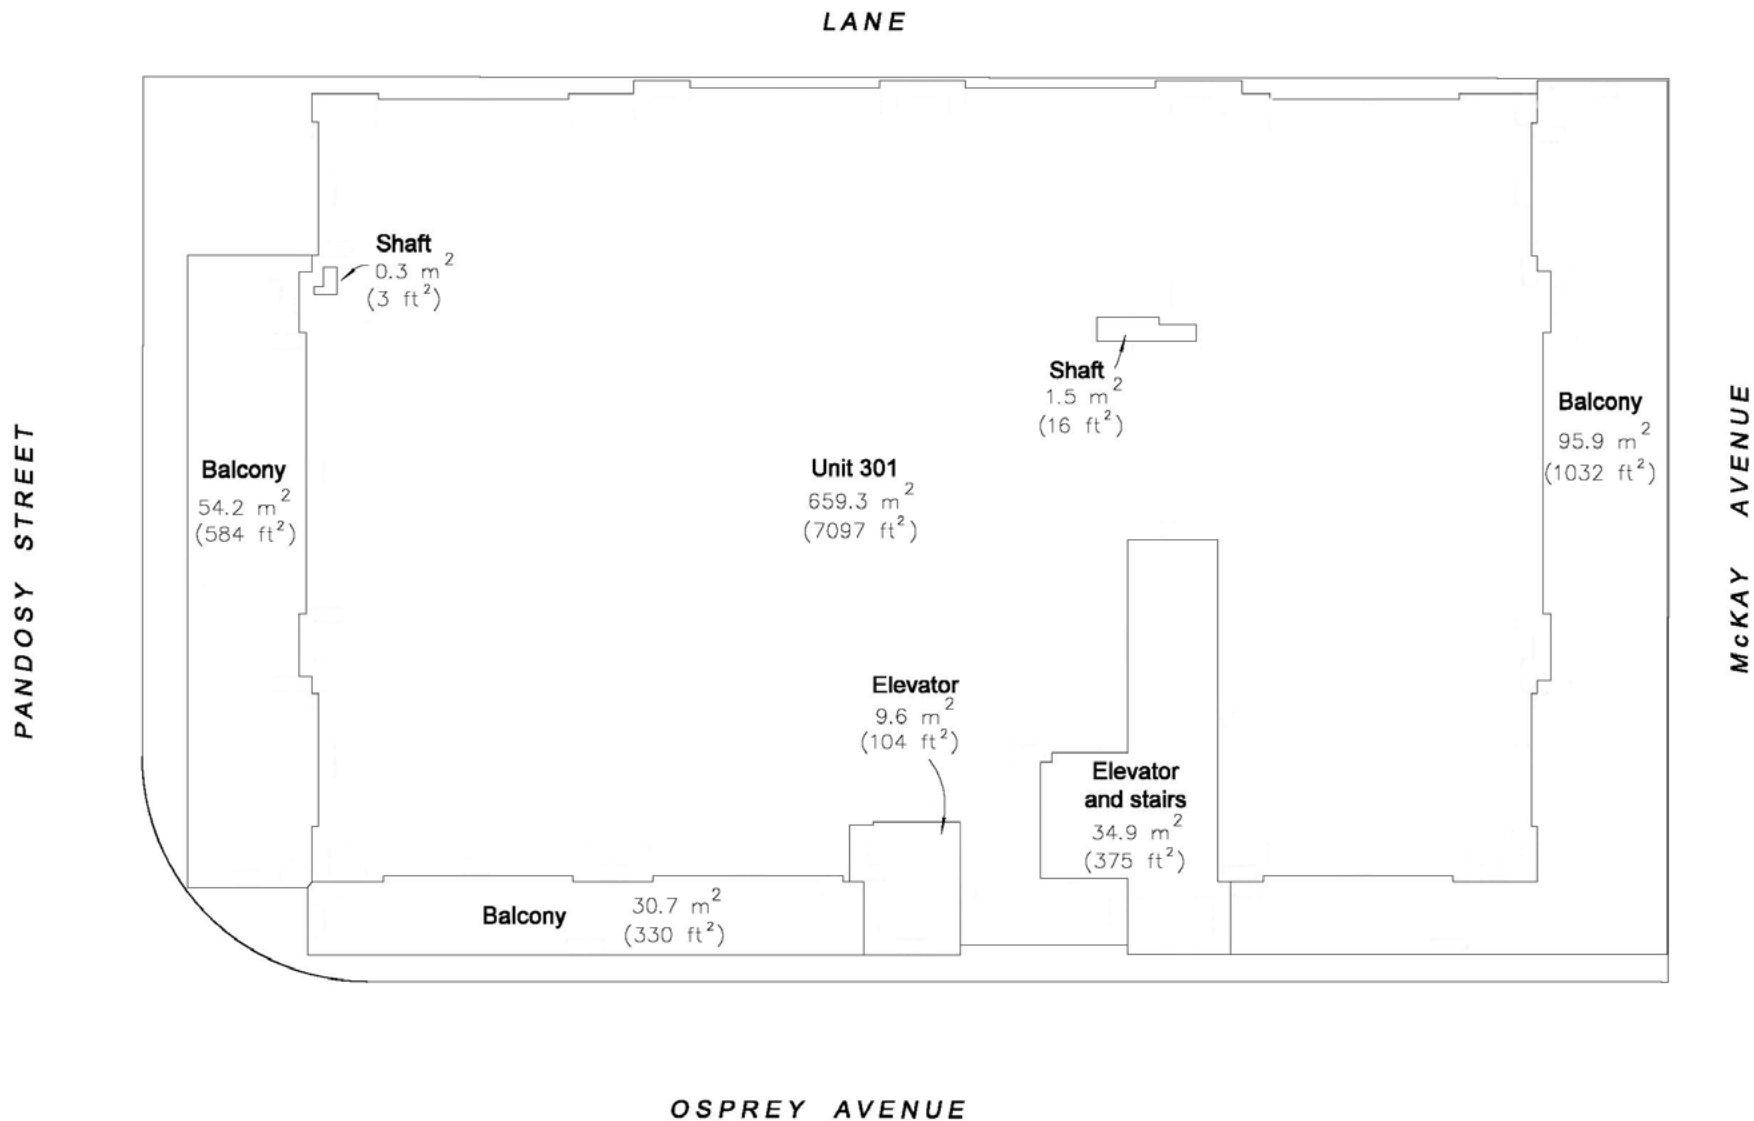 LANE
Shaft
0.3 m²
(3 ft²)
Shaft
1.5 m²
(16 ft²)
Balcony
95.9 m²
(1032 ft²)
Balcony
54.2 m²
(584 ft²)
Unit 301
659.3 m²
(7097 ft²)
PANDOSY STREET
McKAY AVENUE
Elevator
9.6 m²
(104 ft²)
Elevator
and stairs
34.9 m²
(375 ft²)
Balcony
30.7 m²
(330 ft²)
OSPREY AVENUE